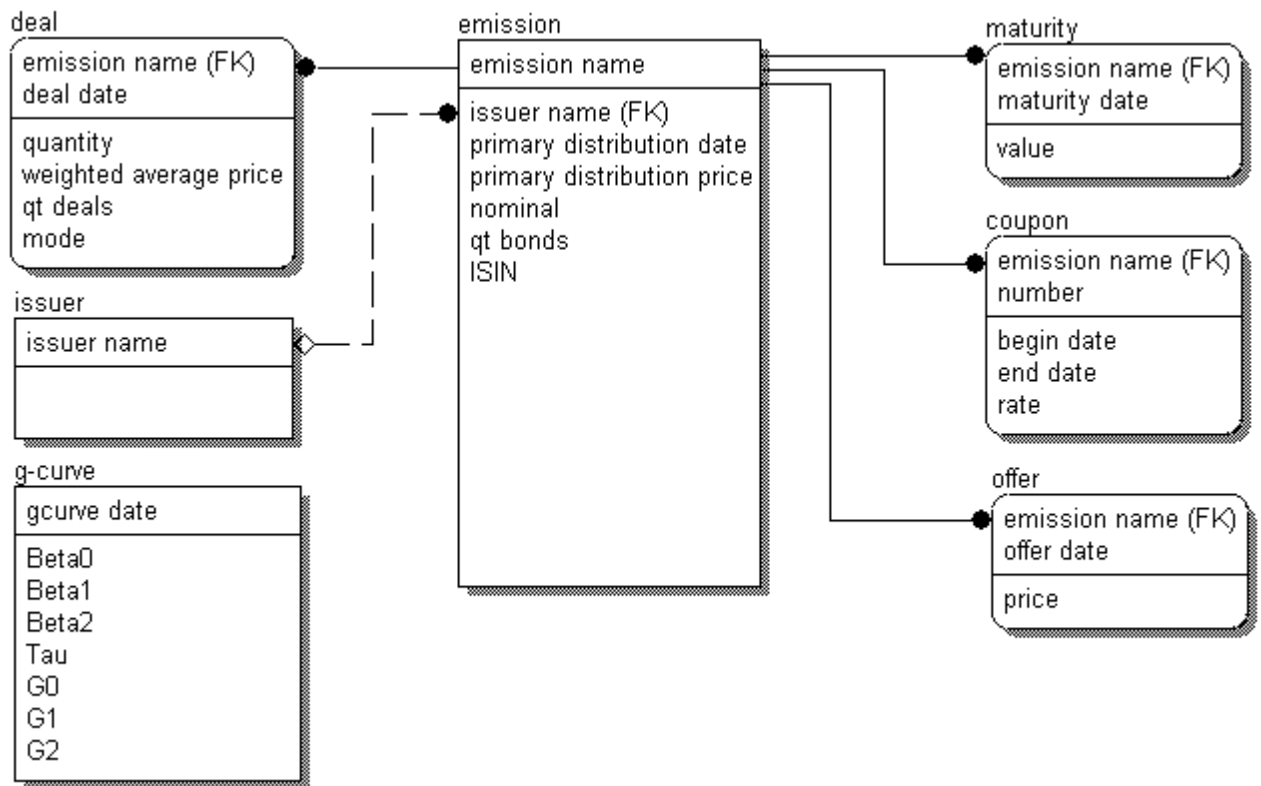 deal
emission name (FK)
deal date
quantity
weighted average price
qt deals
mode
issuer
issuer name
g-curve
gcurve date
Beta0
Beta1
Beta2
Tau
G0
G1
G2
emission
emission name
issuer name (FK)
primary distribution date
primary distribution price
nominal
qt bonds
ISIN
maturity
emission name (FK)
maturity date
value
coupon
emission name (FK)
number
begin date
end date
rate
offer
emission name (FK)
offer date
price